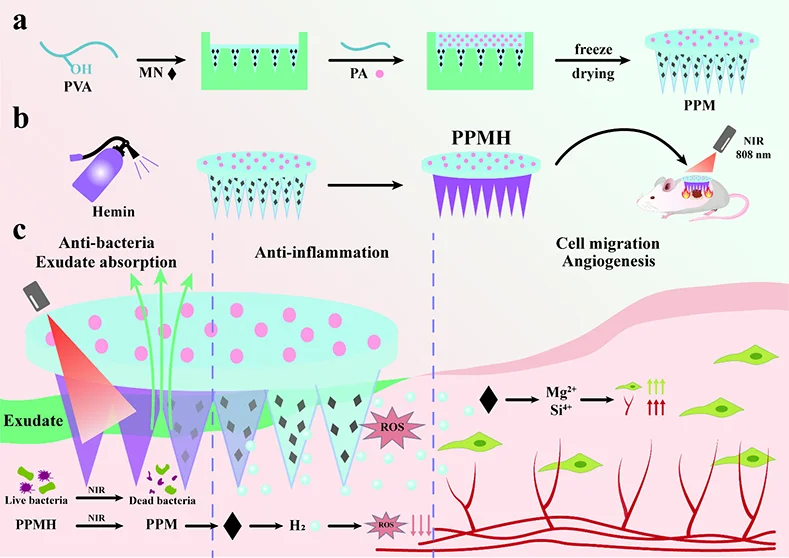 a
PVA
OH
MN
PA
freeze
drying
PPM
b
Hemin
PPMH
NIR
808 nm
c
Anti-bacteria
Exudate absorption
Anti-inflammation
Cell migration
Angiogenesis
Exudate
ROS
Mg²⁺
Si⁴⁺
Live bacteria
NIR
Dead bacteria
PPMH
NIR
PPM
H₂
ROS